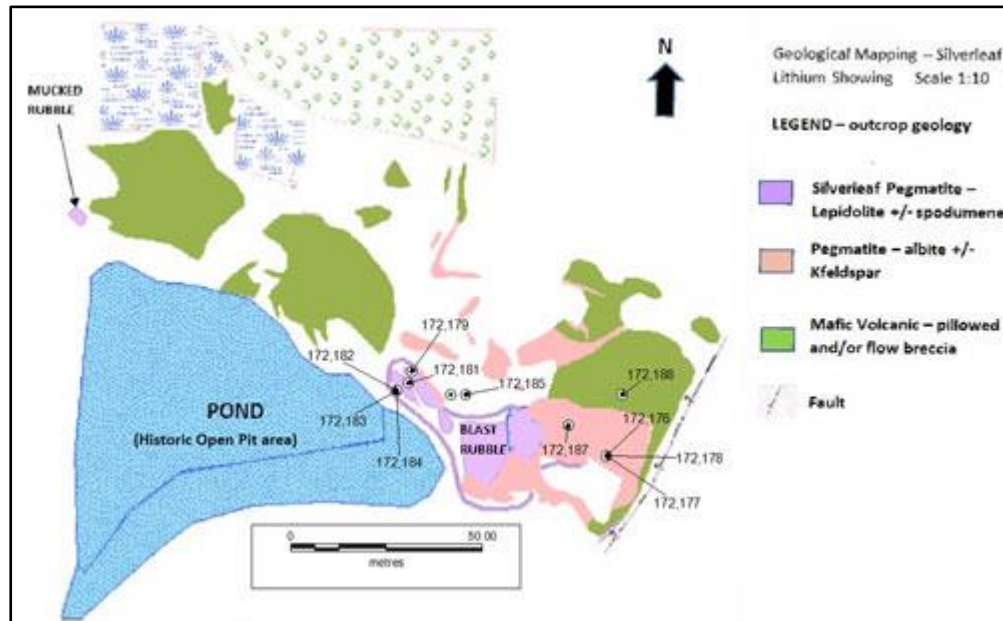 N
Geological Mapping – Silverleaf
Lithium Showing Scale 1:10
LEGEND – outcrop geology
Silverleaf Pegmatite –
Lepidolite +/- spodumene
Pegmatite – albite +/-
Kfeldspar
Mafic Volcanic – pillowed
and/or flow breccia
Fault
MUCKED
RUBBLE
172,179
172,182
172,181
172,185
172,188
172,183
172,176
POND
(Historic Open Pit area)
BLAST
RUBBLE
172,184
172,187
172,178
172,177
0
50.00
metres